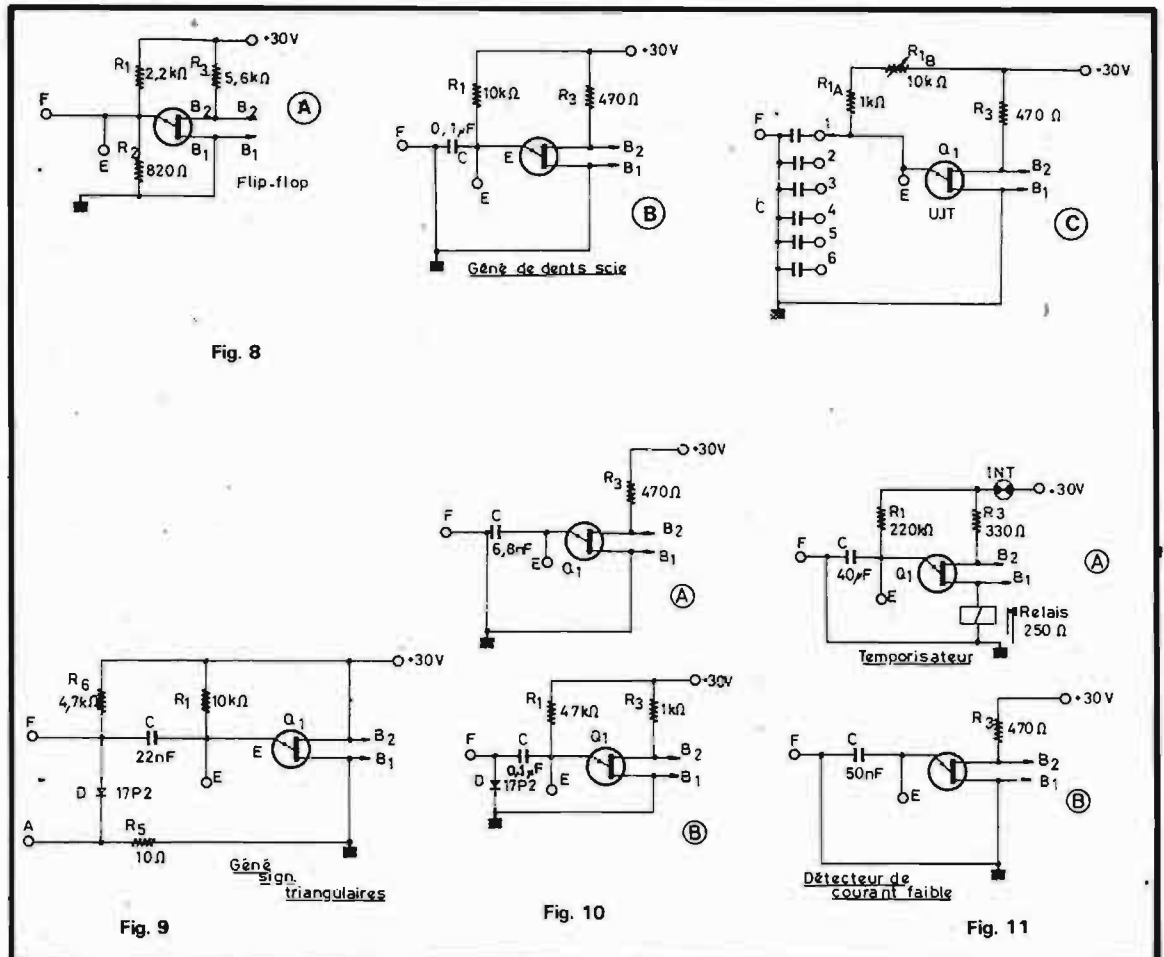 +30V
R1
2,2kΩ
R3
5,6kΩ
A
F
B2
B2
B1
B1
E
R2
820Ω
Flip-flop
Fig. 8
+30V
R1
10kΩ
R3
470Ω
F
0,1µF
C
E
B2
B1
E
B
Géné de dents scie
R1B
10kΩ
-30V
R1A
1kΩ
R3
470 Ω
F
1
2
3
C
4
5
6
Q1
E
UJT
B2
B1
C
+30V
R6
4,7kΩ
R1
10kΩ
F
C
22nF
E
Q1
B2
B1
E
D
17P2
A
R5
10Ω
Géné
sign.
triangulaires
Fig. 9
+30V
R3
470Ω
F
C
6,8nF
E
Q1
B2
B1
A
+30V
R1
47kΩ
R3
1kΩ
F
C
0,1µF
Q1
B2
B1
D
17P2
E
B
Fig. 10
INT
+30V
R1
220kΩ
R3
330Ω
F
C
40µF
Q1
B2
B1
E
A
Relais
250 Ω
Temporisateur
+30V
R3
470Ω
F
C
50nF
E
B2
B1
B
Détecteur de
courant faible
Fig. 11